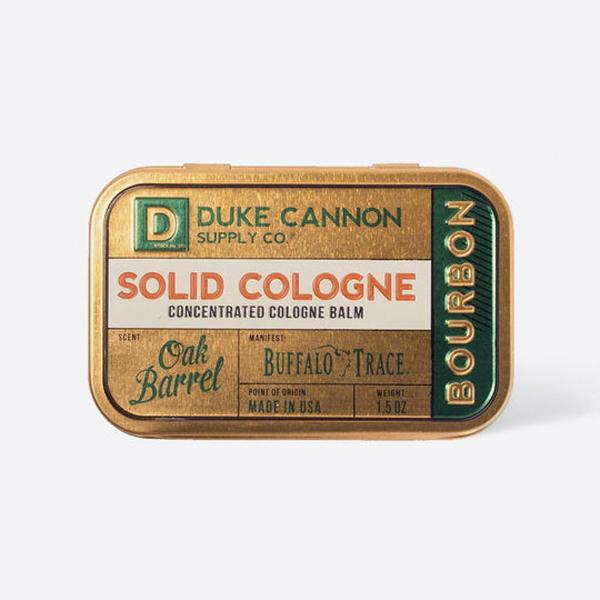 D
DUKE CANNON
SUPPLY CO.
SOLID COLOGNE
CONCENTRATED COLOGNE BALM
SCENT:
Oak
Barrel
MANIFEST:
BUFFALO TRACE.
POINT OF ORIGIN:
MADE IN USA
WEIGHT:
1.5 OZ
BOURBON